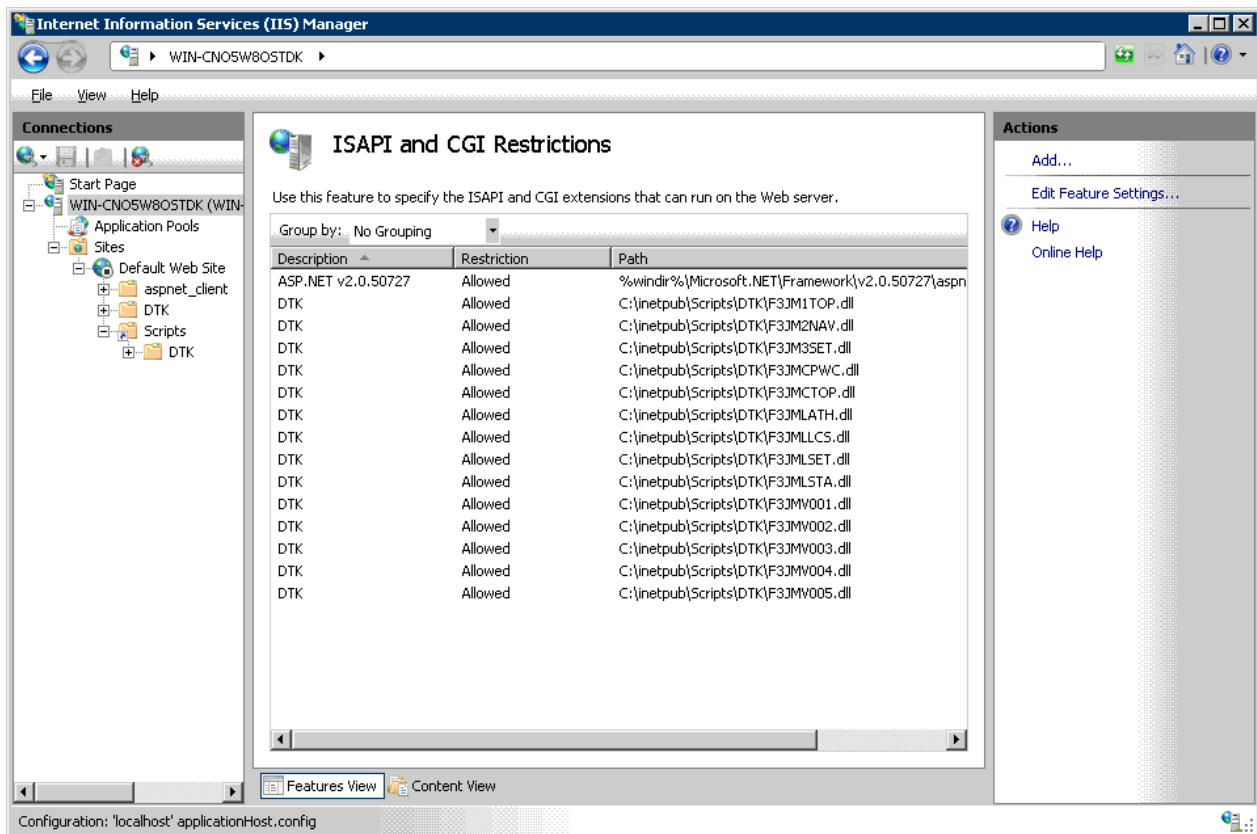 Internet Information Services (IIS) Manager
WIN-CNO5W8OSTDK
File View Help
Connections
Start Page
WIN-CNO5W8OSTDK (WIN-
Application Pools
Sites
Default Web Site
aspnet_client
DTK
Scripts
DTK
ISAPI and CGI Restrictions
Use this feature to specify the ISAPI and CGI extensions that can run on the Web server.
Group by: No Grouping
Description Restriction Path
ASP.NET v2.0.50727 Allowed %windir%\Microsoft.NET\Framework\v2.0.50727\aspn
DTK Allowed C:\inetpub\Scripts\DTK\F3JM1TOP.dll
DTK Allowed C:\inetpub\Scripts\DTK\F3JM2NAV.dll
DTK Allowed C:\inetpub\Scripts\DTK\F3JM3SET.dll
DTK Allowed C:\inetpub\Scripts\DTK\F3JMCPWC.dll
DTK Allowed C:\inetpub\Scripts\DTK\F3JMCTOP.dll
DTK Allowed C:\inetpub\Scripts\DTK\F3JMLATH.dll
DTK Allowed C:\inetpub\Scripts\DTK\F3JMLLCS.dll
DTK Allowed C:\inetpub\Scripts\DTK\F3JMLSET.dll
DTK Allowed C:\inetpub\Scripts\DTK\F3JMLSTA.dll
DTK Allowed C:\inetpub\Scripts\DTK\F3JMV001.dll
DTK Allowed C:\inetpub\Scripts\DTK\F3JMV002.dll
DTK Allowed C:\inetpub\Scripts\DTK\F3JMV003.dll
DTK Allowed C:\inetpub\Scripts\DTK\F3JMV004.dll
DTK Allowed C:\inetpub\Scripts\DTK\F3JMV005.dll
Features View Content View
Actions
Add...
Edit Feature Settings...
Help
Online Help
Configuration: 'localhost' applicationHost.config